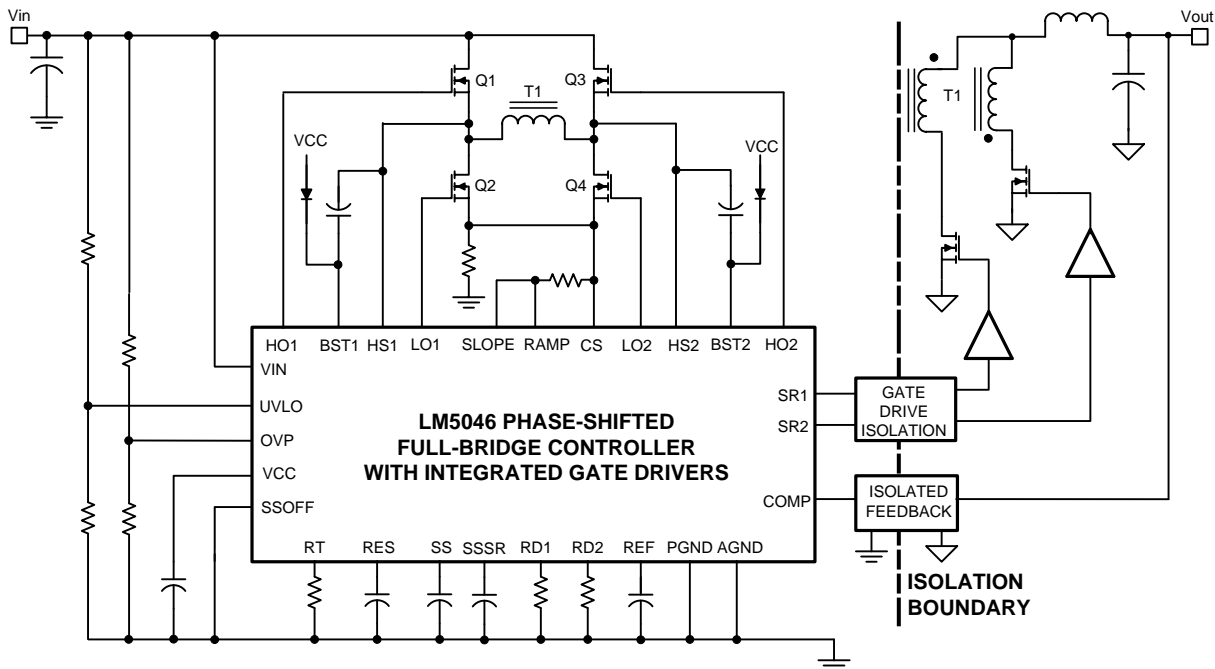 Vin
Vout
Q1
Q3
T1
T1
VCC
VCC
Q2
Q4
HO1
BST1
HS1
LO1
SLOPE
RAMP
CS
LO2
HS2
BST2
HO2
VIN
UVLO
OVP
VCC
SSOFF
LM5046 PHASE-SHIFTED
FULL-BRIDGE CONTROLLER
WITH INTEGRATED GATE DRIVERS
SR1
SR2
COMP
GATE
DRIVE
ISOLATION
ISOLATED
FEEDBACK
RT
RES
SS
SSSR
RD1
RD2
REF
PGND
AGND
ISOLATION
BOUNDARY